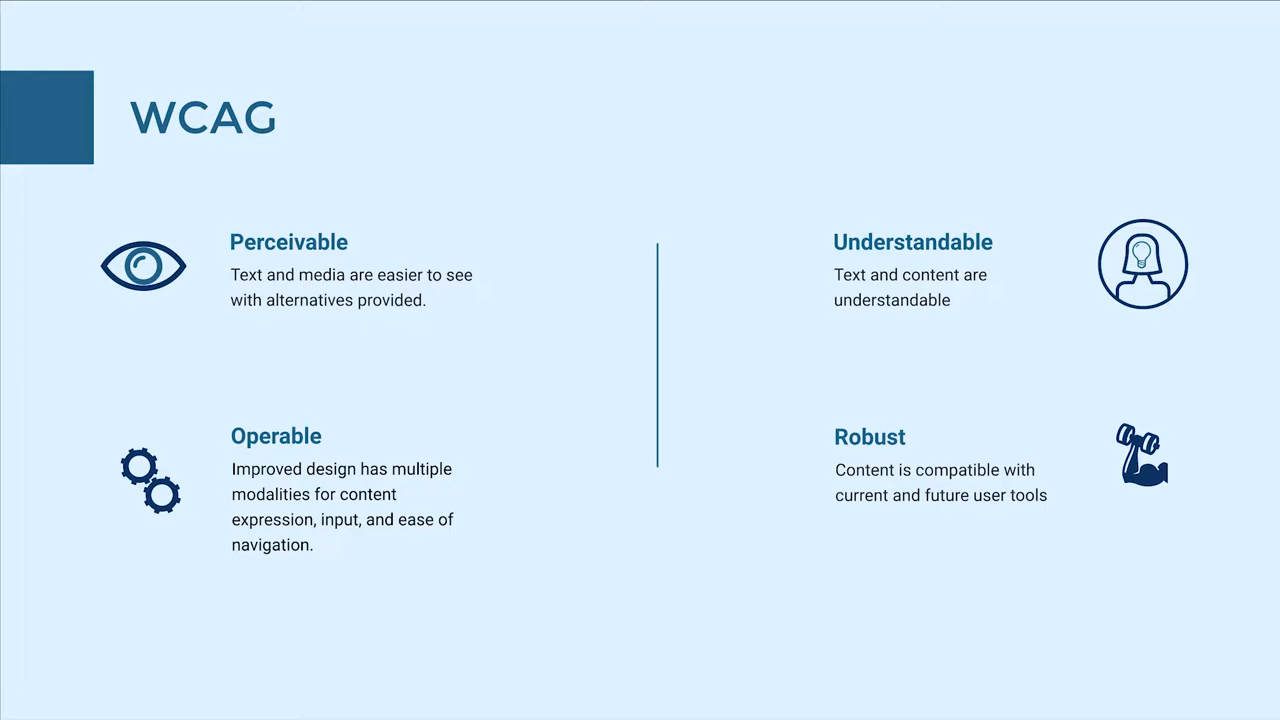 WCAG
Perceivable
Text and media are easier to see
with alternatives provided.
Operable
Improved design has multiple
modalities for content
expression, input, and ease of
navigation.
Understandable
Text and content are
understandable
Robust
Content is compatible with
current and future user tools